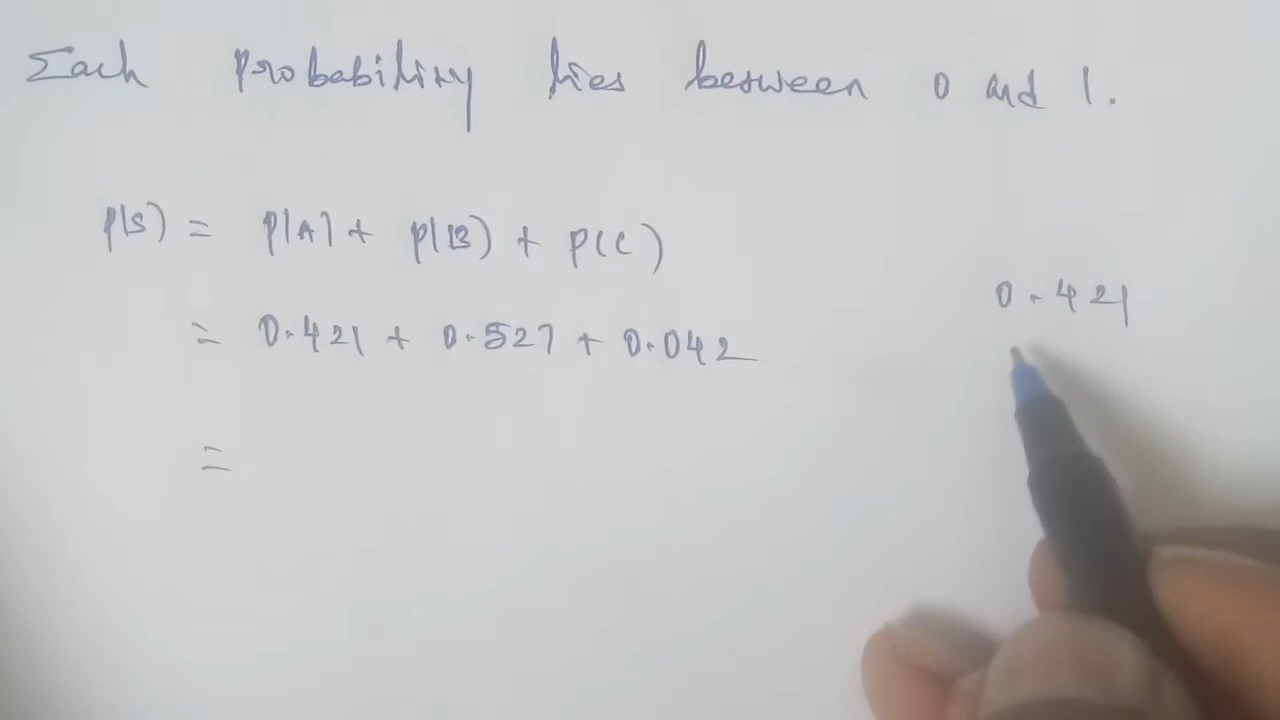 Each probability lies between 0 and 1.
p(S) = p(A) + p(B) + p(C)
= 0.421 + 0.527 + 0.042
0.421
=